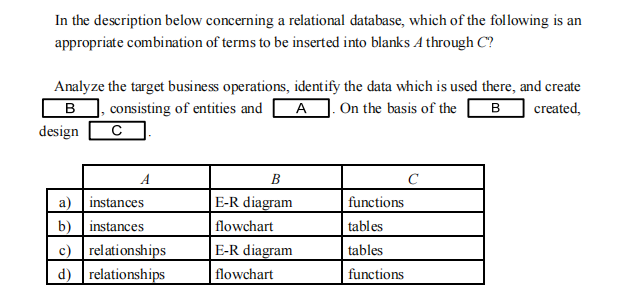 In the description below concerning a relational database, which of the following is an
appropriate combination of terms to be inserted into blanks A through C?
Analyze the target business operations, identify the data which is used there, and create
B , consisting of entities and A . On the basis of the B created,
design C .
A B C
a) instances E-R diagram functions
b) instances flowchart tables
c) relationships E-R diagram tables
d) relationships flowchart functions